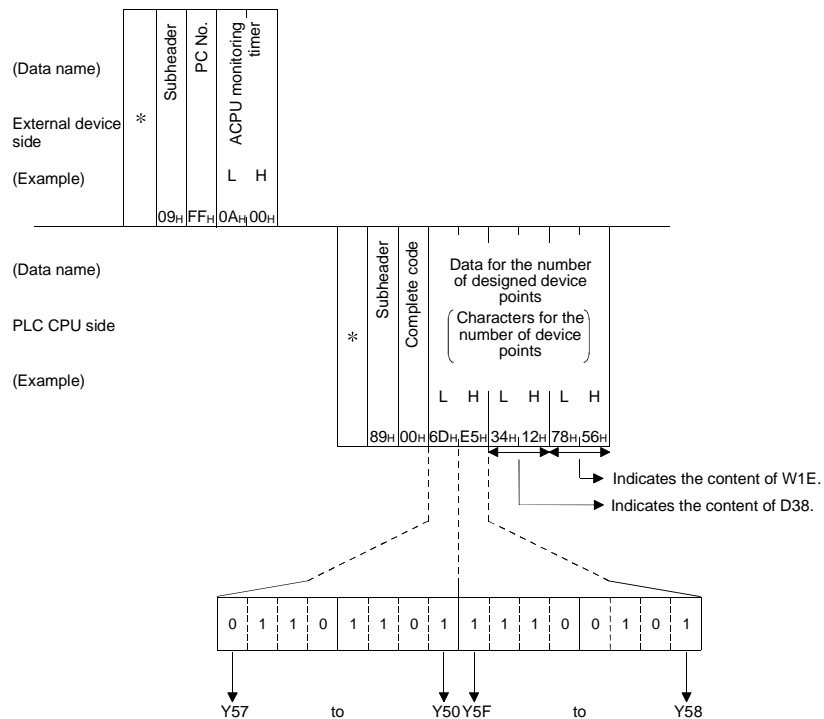 (Data name)
External device
side
(Example)
*
Subheader
PC No.
ACPU monitoring
timer
L H
09H FFH 0AH 00H
(Data name)
PLC CPU side
(Example)
*
Subheader
Complete code
Data for the number
of designed device
points
Characters for the
number of device
points
L H L H L H
89H 00H 6DH E5H 34H 12H 78H 56H
Indicates the content of W1E.
Indicates the content of D38.
0 1 1 0 1 1 0 1 1 1 1 0 0 1 0 1
Y57 to Y50 Y5F to Y58